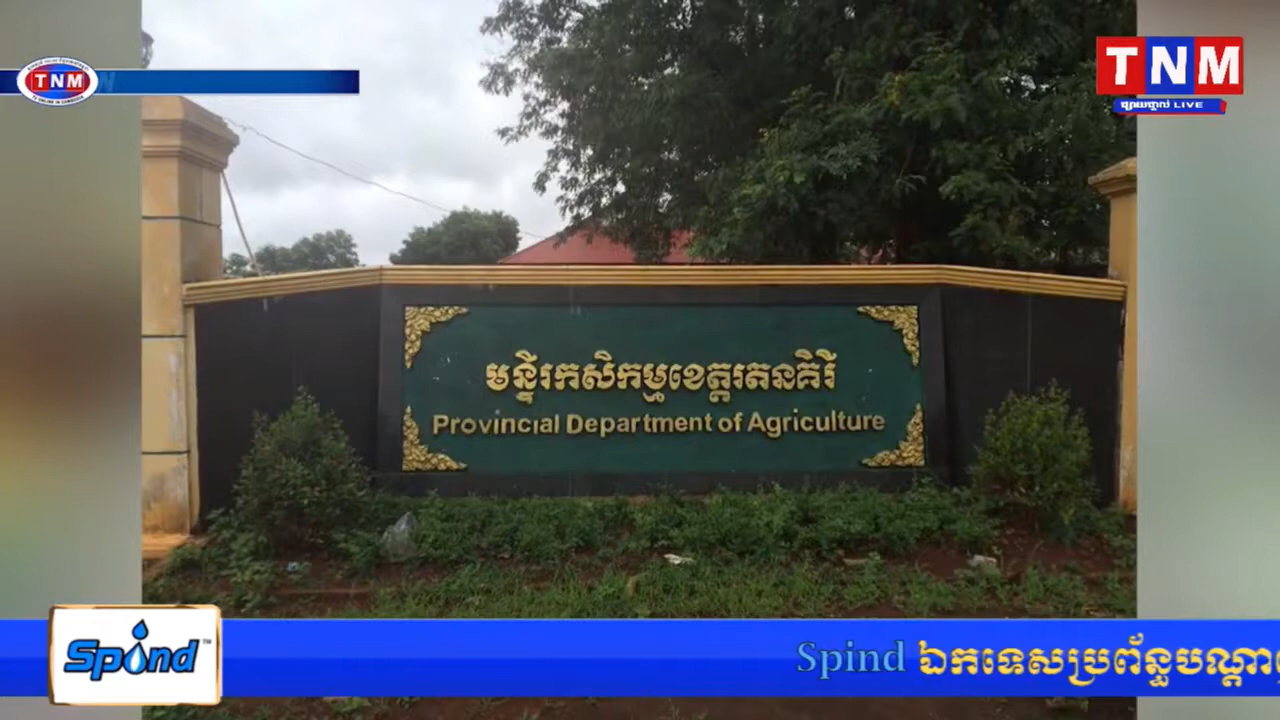 TNM
TNM
ផ្សាយផ្ទាល់ LIVE
មន្ទីរកសិកម្មខេត្តរតនគិរី
Provincial Department of Agriculture
Spind™
Spind ឯកទេសប្រព័ន្ធបណ្តាញ